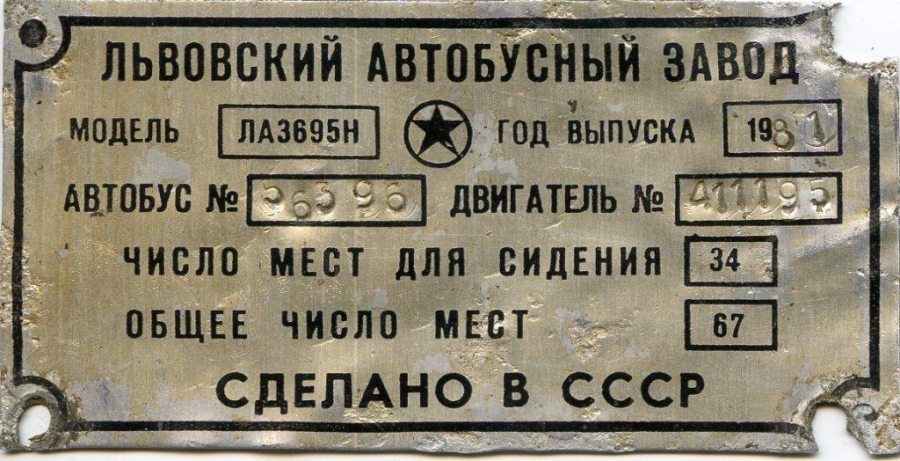 ЛЬВОВСКИЙ АВТОБУСНЫЙ ЗАВОД
МОДЕЛЬ ЛАЗ695Н ГОД ВЫПУСКА 1981
АВТОБУС № ДВИГАТЕЛЬ № 411195
ЧИСЛО МЕСТ ДЛЯ СИДЕНИЯ 34
ОБЩЕЕ ЧИСЛО МЕСТ 67
СДЕЛАНО В СССР